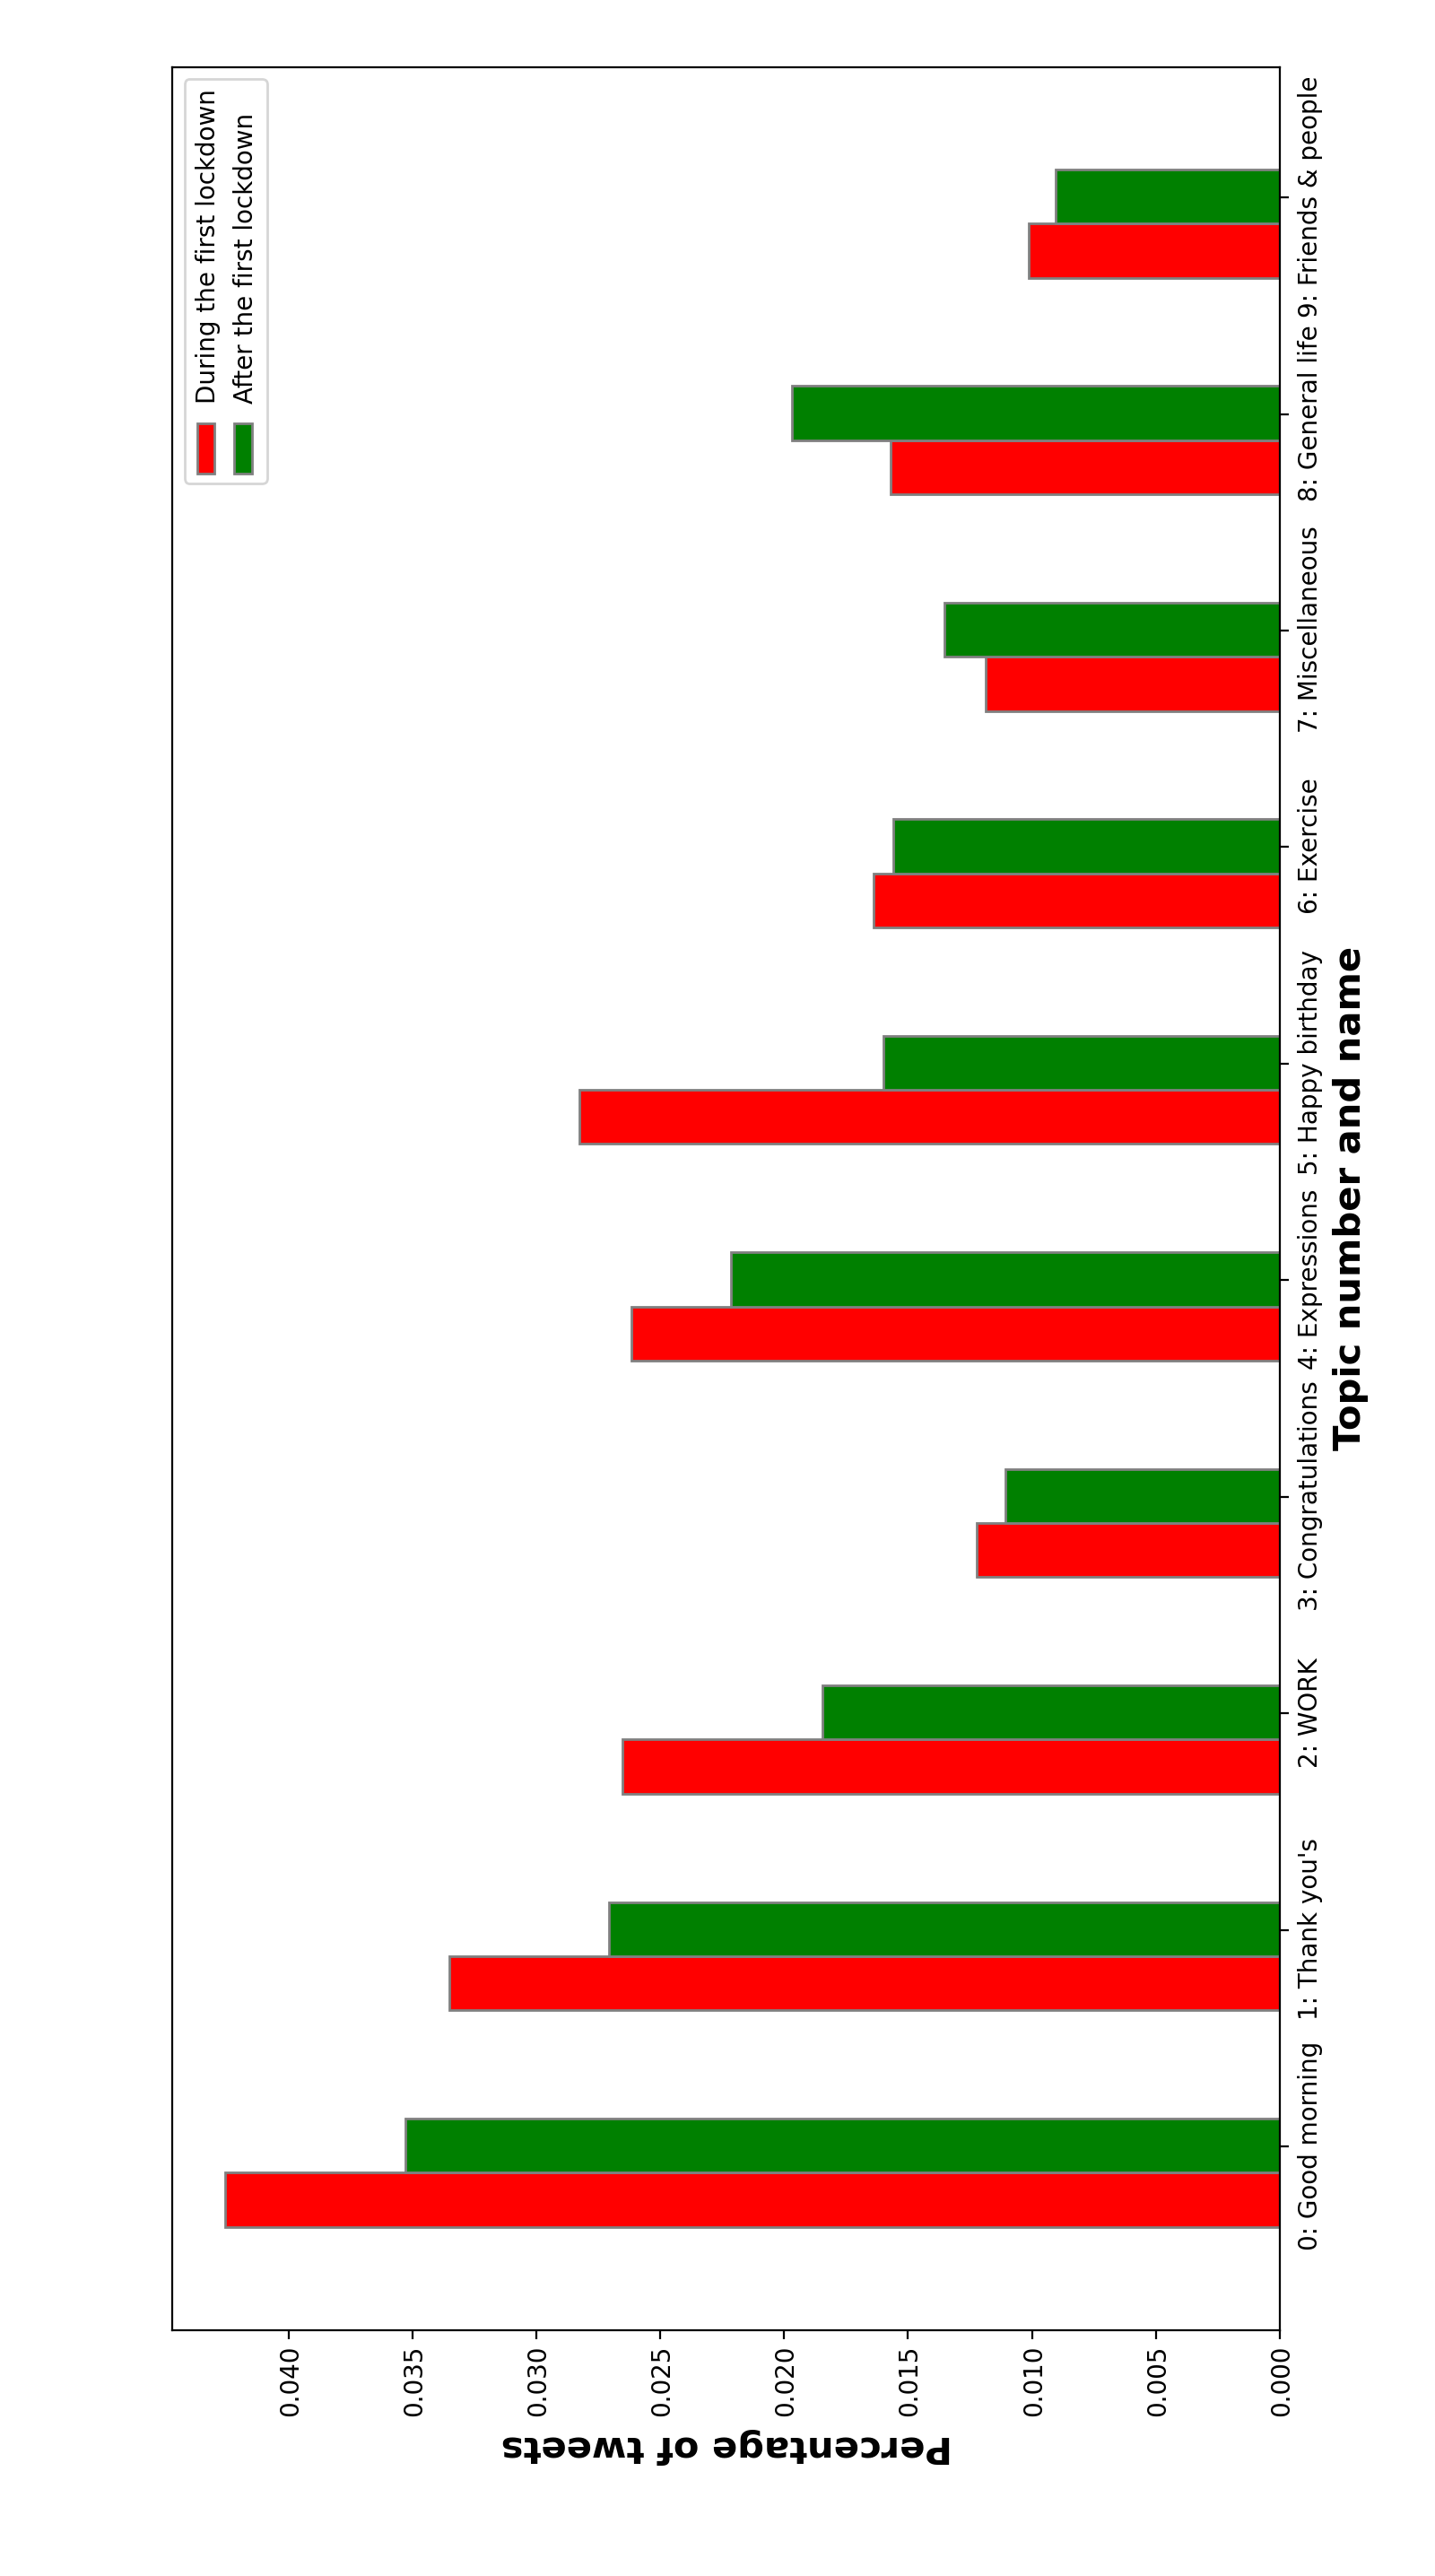 During the first lockdown
After the first lockdown
Percentage of tweets
0.040
0.035
0.030
0.025
0.020
0.015
0.010
0.005
0.000
0: Good morning
1: Thank you's
2: WORK
3: Congratulations
4: Expressions
5: Happy birthday
6: Exercise
7: Miscellaneous
8: General life
9: Friends & people
Topic number and name